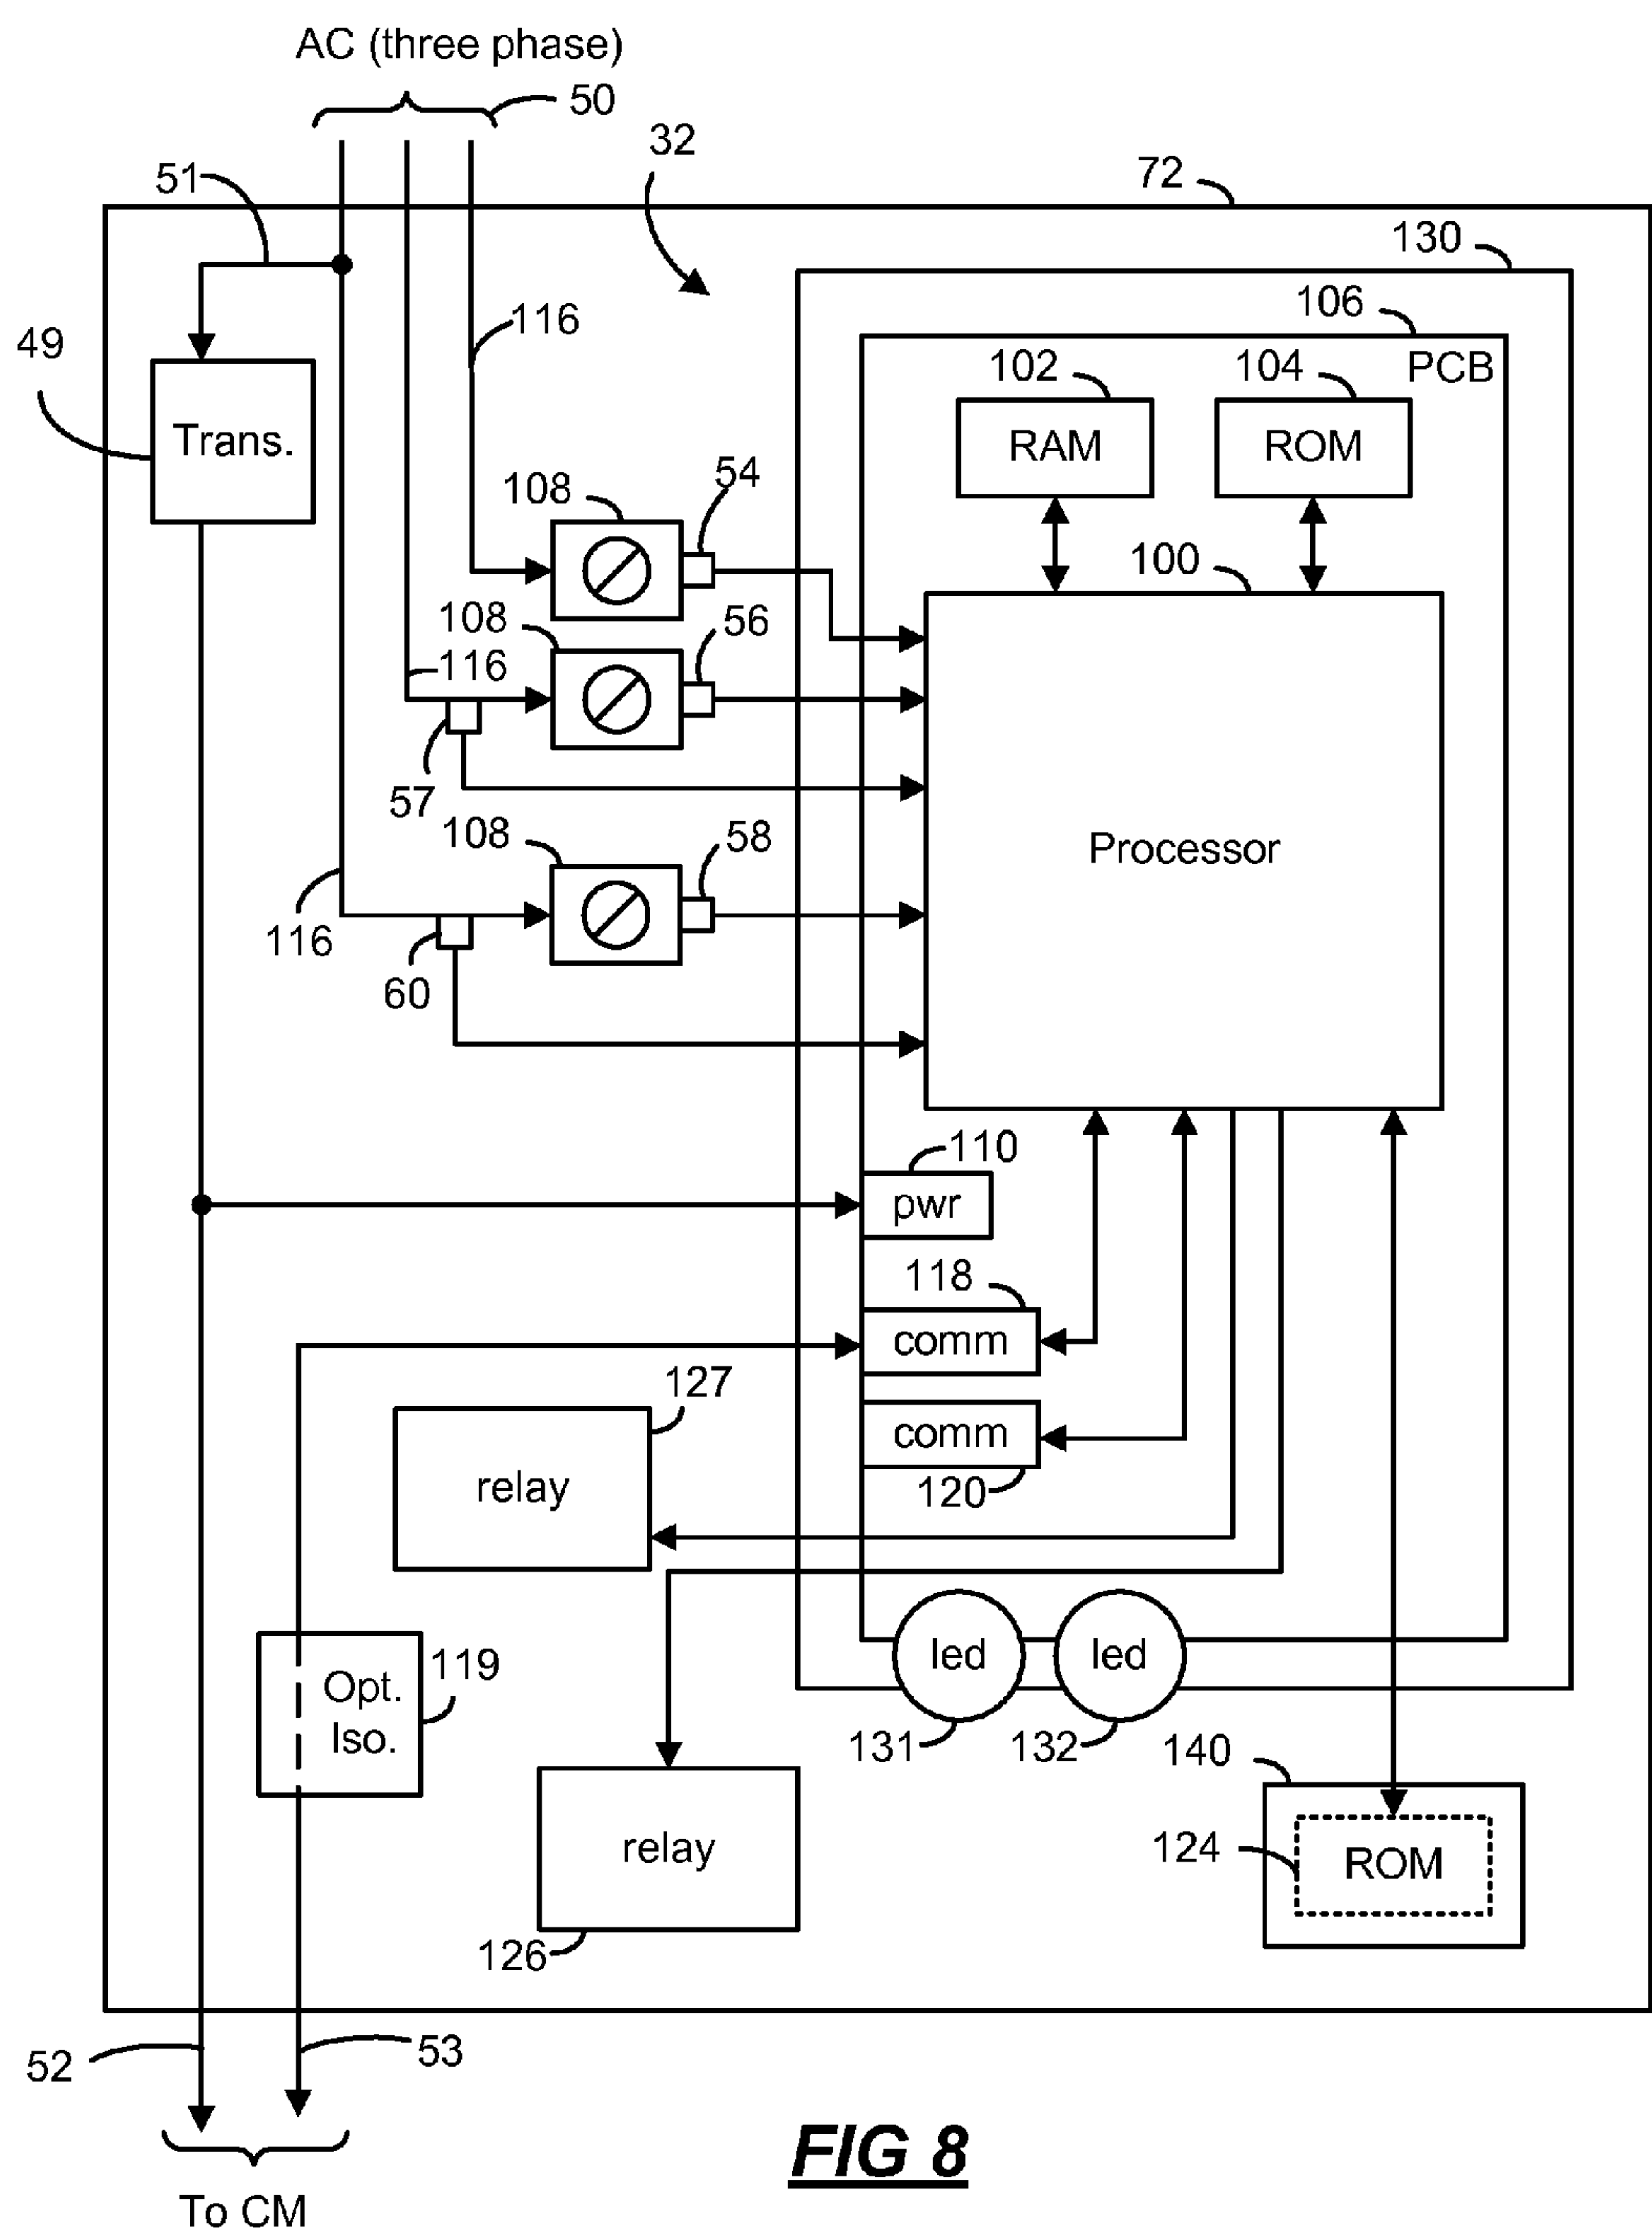 AC (three phase)
50
32
72
51
130
116
106
49
PCB
102
104
Trans.
RAM
ROM
54
108
100
108
56
116
57
108
58
Processor
116
60
110
pwr
118
comm
127
comm
relay
120
led
led
119
Opt.
Iso.
131
132
140
relay
124
ROM
126
52
53
FIG 8
To CM